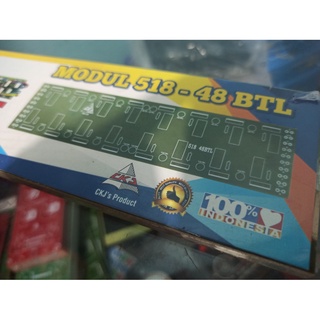 MODUL 518 - 48 BTL
518 48BTL
CKJ's Product
100%
INDONESIA